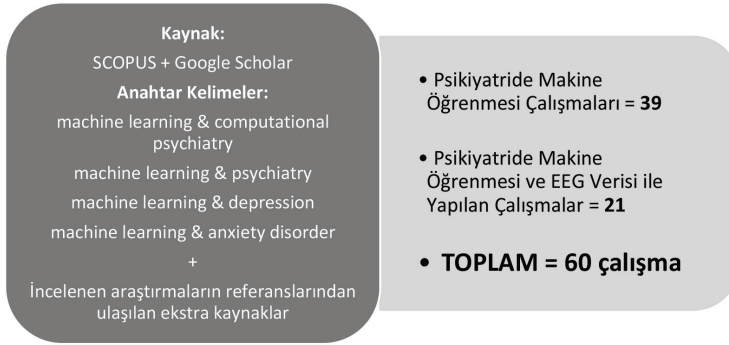 Kaynak:
SCOPUS + Google Scholar
Anahtar Kelimeler:
machine learning & computational
psychiatry
machine learning & psychiatry
machine learning & depression
machine learning & anxiety disorder
+
İncelenen araştırmaların referanslarından
ulaşılan ekstra kaynaklar
• Psikiyatride Makine
Öğrenmesi Çalışmaları = 39
• Psikiyatride Makine
Öğrenmesi ve EEG Verisi ile
Yapılan Çalışmalar = 21
• TOPLAM = 60 çalışma